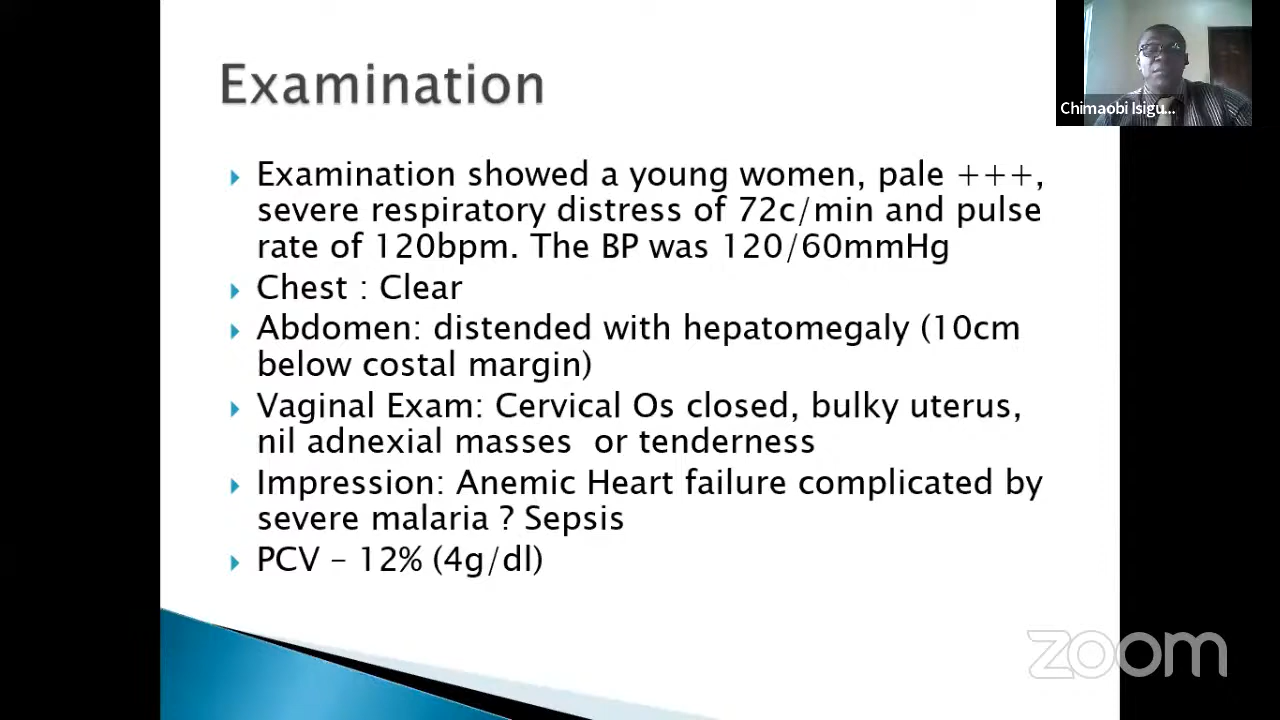 Examination
Examination showed a young women, pale +++,
severe respiratory distress of 72c/min and pulse
rate of 120bpm. The BP was 120/60mmHg
Chest : Clear
Abdomen: distended with hepatomegaly (10cm
below costal margin)
Vaginal Exam: Cervical Os closed, bulky uterus,
nil adnexial masses or tenderness
Impression: Anemic Heart failure complicated by
severe malaria ? Sepsis
PCV – 12% (4g/dl)
Chimaobi Isigu...
zoom